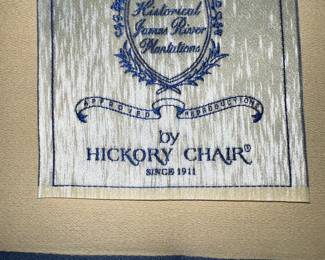 Historical
James River
Plantations
APPROVED REPRODUCTIONS
by
HICKORY CHAIR®
SINCE 1911